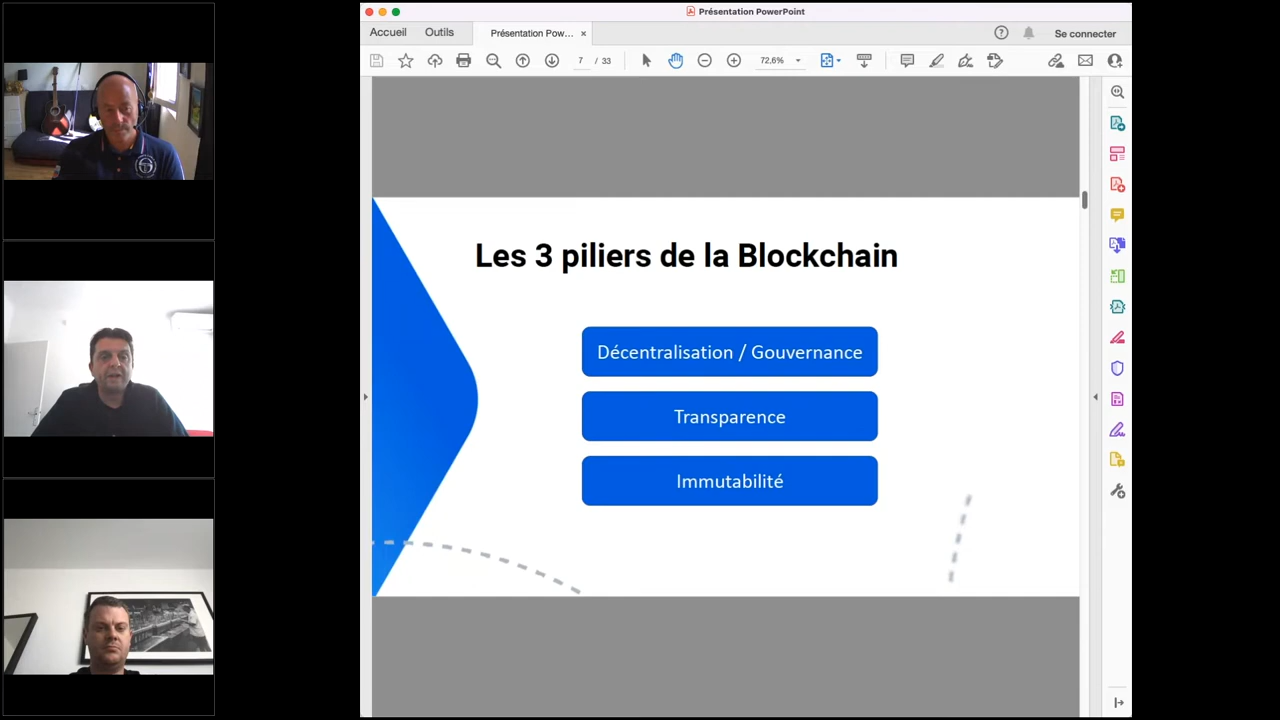 Présentation PowerPoint
Accueil
Outils
Présentation Pow...
Se connecter
7 / 33
72,6%
Les 3 piliers de la Blockchain
Décentralisation / Gouvernance
Transparence
Immutabilité